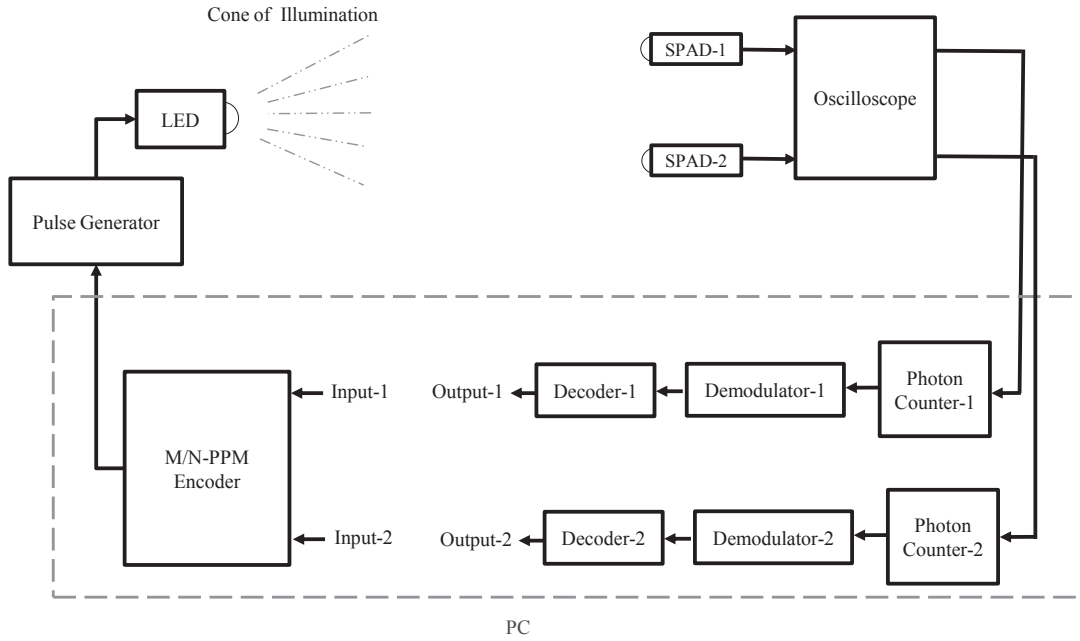 Cone of Illumination
SPAD-1
Oscilloscope
LED
SPAD-2
Pulse Generator
Photon
Counter-1
Input-1
Output-1
Decoder-1
Demodulator-1
M/N-PPM
Encoder
Photon
Counter-2
Input-2
Output-2
Decoder-2
Demodulator-2
PC